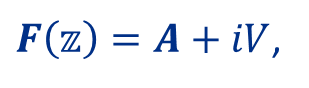 F(𝕫) = A + iV,